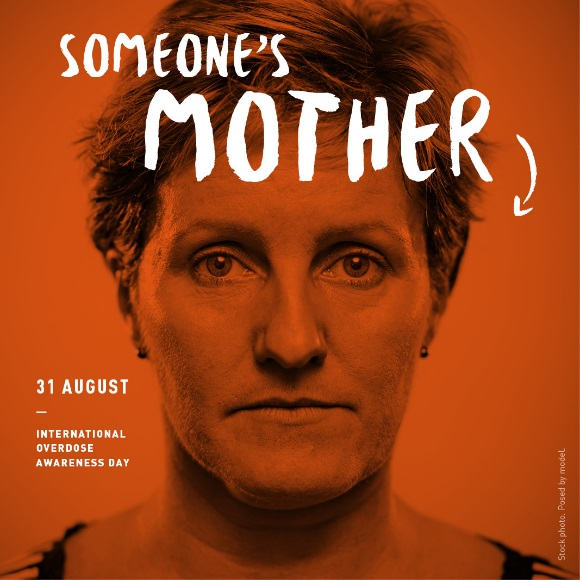 SOMEONE'S
MOTHER
31 AUGUST
—
INTERNATIONAL
OVERDOSE
AWARENESS DAY
Stock photo. Posed by model.